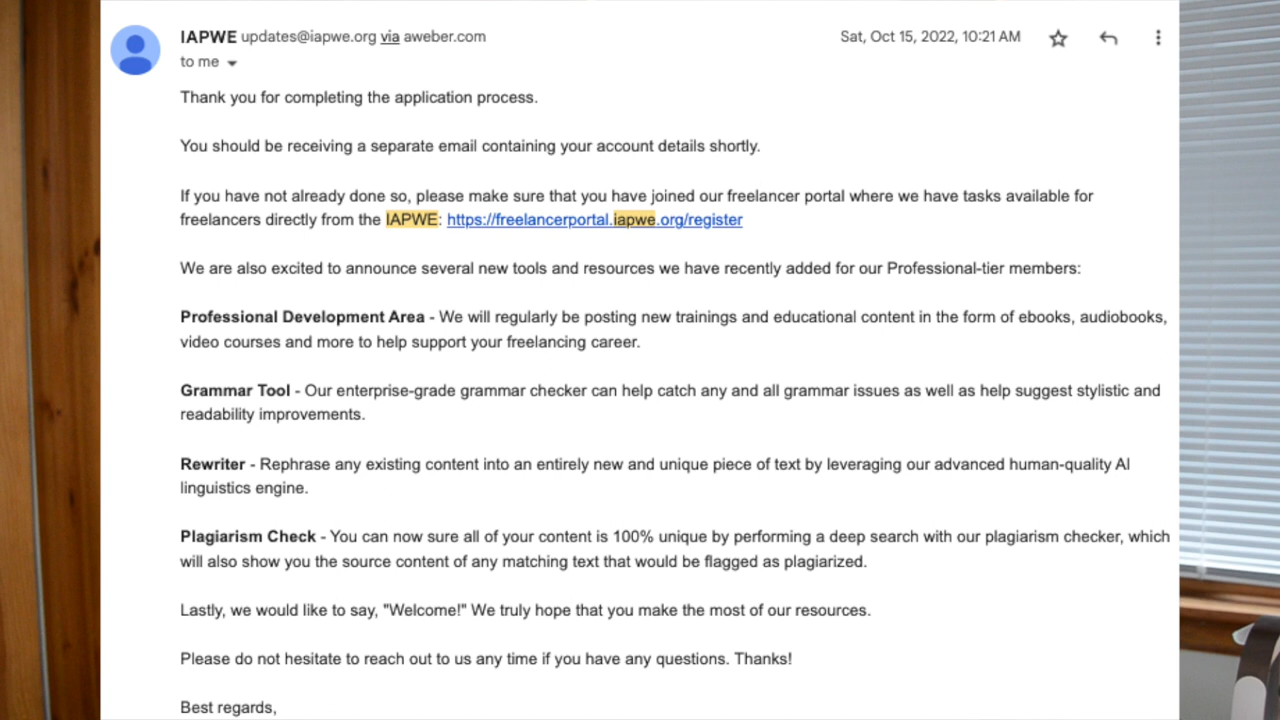 IAPWE updates@iapwe.org via aweber.com
Sat, Oct 15, 2022, 10:21 AM
to me
Thank you for completing the application process.
You should be receiving a separate email containing your account details shortly.
If you have not already done so, please make sure that you have joined our freelancer portal where we have tasks available for
freelancers directly from the IAPWE: https://freelancerportal.iapwe.org/register
We are also excited to announce several new tools and resources we have recently added for our Professional-tier members:
Professional Development Area - We will regularly be posting new trainings and educational content in the form of ebooks, audiobooks,
video courses and more to help support your freelancing career.
Grammar Tool - Our enterprise-grade grammar checker can help catch any and all grammar issues as well as help suggest stylistic and
readability improvements.
Rewriter - Rephrase any existing content into an entirely new and unique piece of text by leveraging our advanced human-quality AI
linguistics engine.
Plagiarism Check - You can now sure all of your content is 100% unique by performing a deep search with our plagiarism checker, which
will also show you the source content of any matching text that would be flagged as plagiarized.
Lastly, we would like to say, "Welcome!" We truly hope that you make the most of our resources.
Please do not hesitate to reach out to us any time if you have any questions. Thanks!
Best regards,